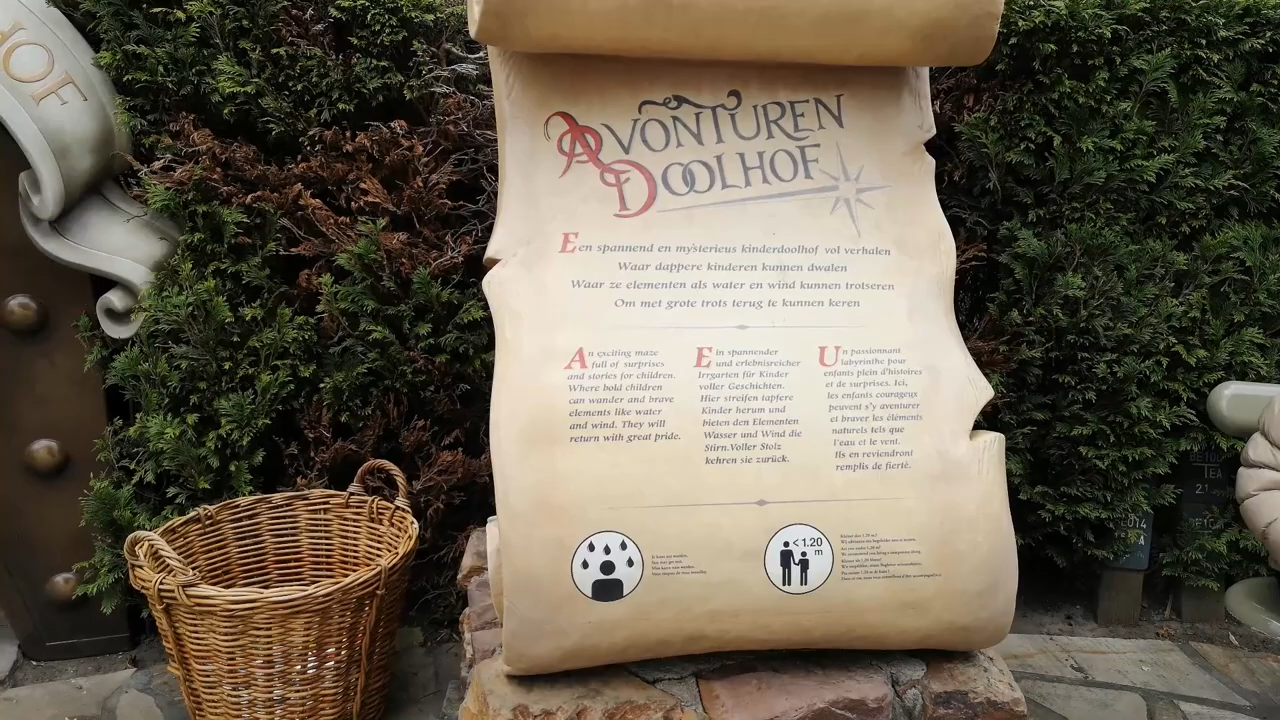 HOF
AVONTUREN
DOOLHOF
Een spannend en mysterieus kinderdoolhof vol verhalen
Waar dappere kinderen kunnen dwalen
Waar ze elementen als water en wind kunnen trotseren
Om met grote trots terug te kunnen keren
An exciting maze
full of surprises
and stories for children.
Where bold children
can wander and brave
elements like water
and wind. They will
return with great pride.
Ein spannender
und erlebnisreicher
Irrgarten für Kinder
voller Geschichten.
Hier streifen tapfere
Kinder herum und
bieten den Elementen
Wasser und Wind die
Stirn.Voller Stolz
kehren sie zurück.
Un passionnant
labyrinthe pour
enfants plein d'histoires
et de surprises. Ici,
les enfants courageux
peuvent s'y aventurer
et braver les éléments
naturels tels que
l'eau et le vent.
Ils en reviendront
remplis de fierté.
<1.20
m